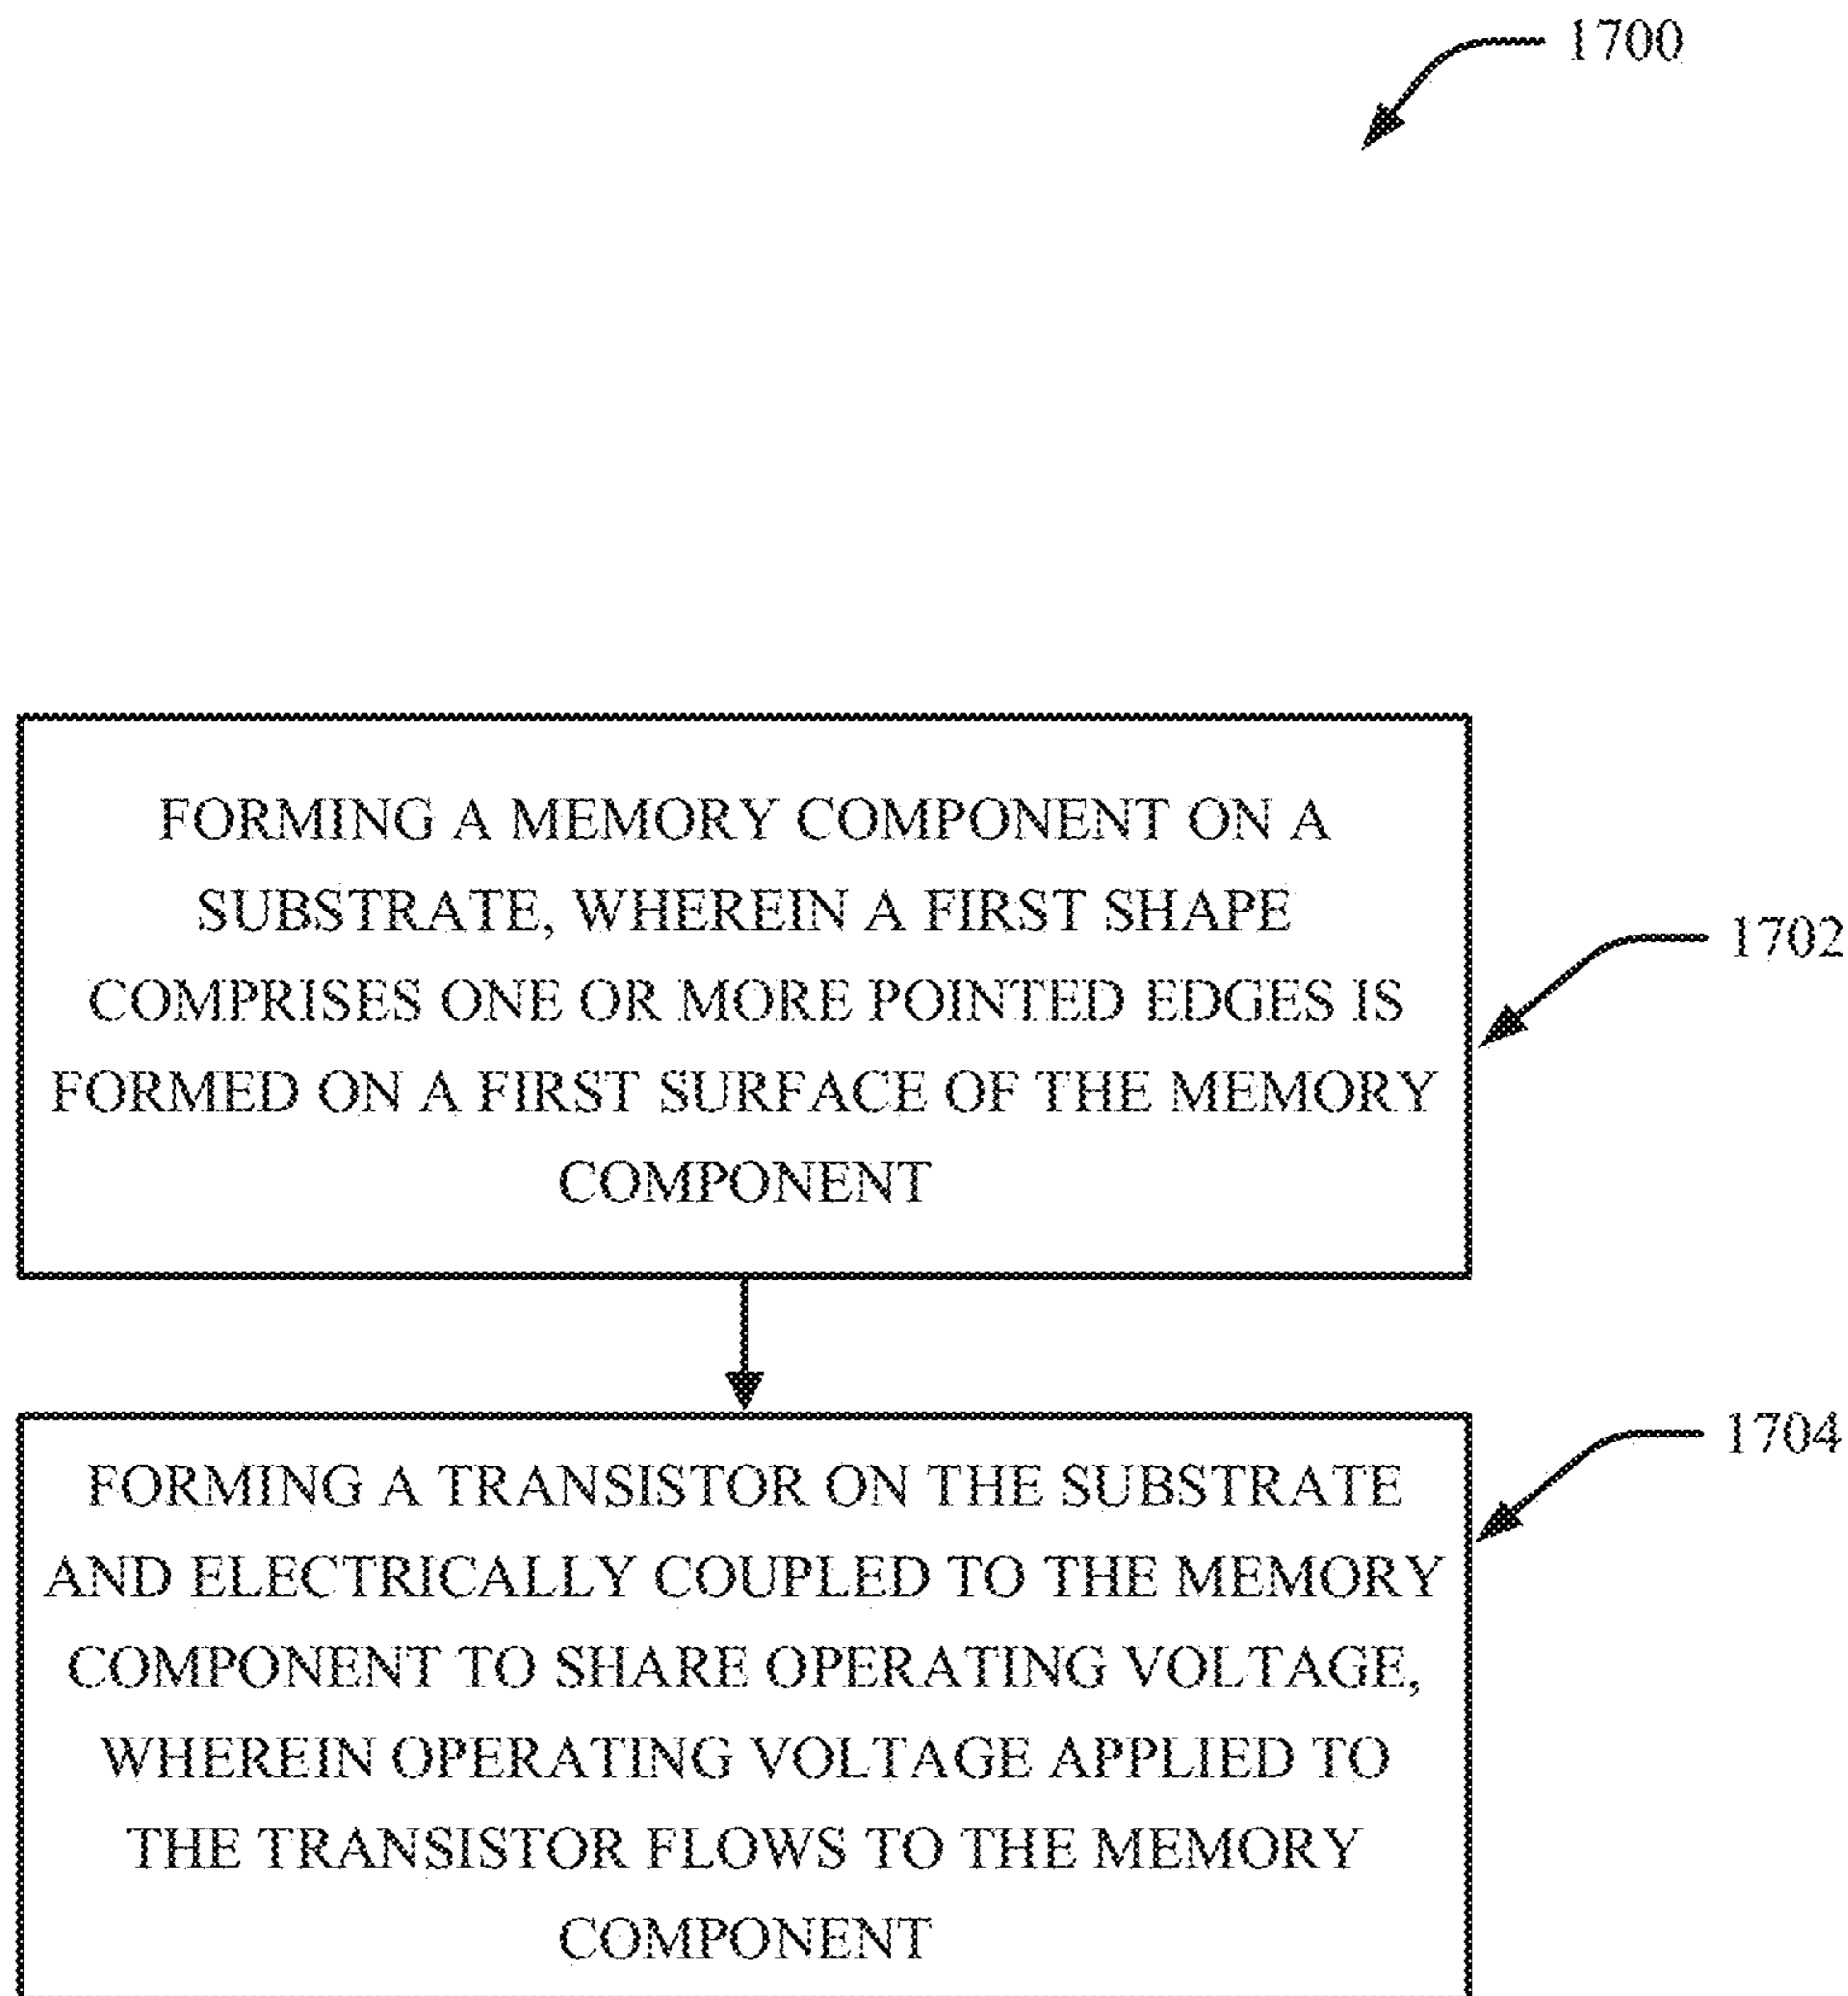 1700
FORMING A MEMORY COMPONENT ON A
SUBSTRATE, WHEREIN A FIRST SHAPE
COMPRISES ONE OR MORE POINTED EDGES IS
FORMED ON A FIRST SURFACE OF THE MEMORY
COMPONENT
1702
FORMING A TRANSISTOR ON THE SUBSTRATE
AND ELECTRICALLY COUPLED TO THE MEMORY
COMPONENT TO SHARE OPERATING VOLTAGE,
WHEREIN OPERATING VOLTAGE APPLIED TO
THE TRANSISTOR FLOWS TO THE MEMORY
COMPONENT
1704